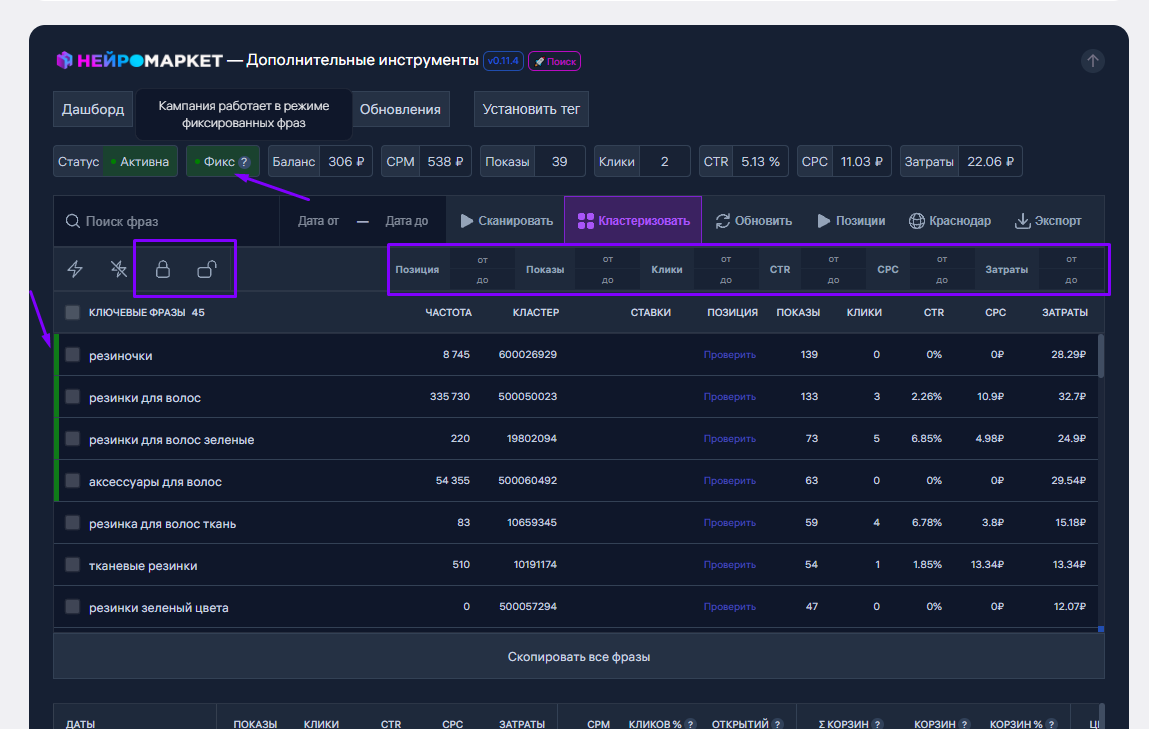 НЕЙРОМАРКЕТ — Дополнительные инструменты v0.11.4 Поиск
Дашборд
Кампания работает в режиме
фиксированных фраз
Обновления
Установить тег
Статус Активна Фикс ? Баланс 306 ₽ CPM 538 ₽ Показы 39 Клики 2 CTR 5.13 % CPC 11.03 ₽ Затраты 22.06 ₽
Поиск фраз Дата от — Дата до Сканировать Кластеризовать Обновить Позиции Краснодар Экспорт
Позиция от до Показы от до Клики от до CTR от до CPC от до Затраты от до
КЛЮЧЕВЫЕ ФРАЗЫ 45 ЧАСТОТА КЛАСТЕР СТАВКИ ПОЗИЦИЯ ПОКАЗЫ КЛИКИ CTR CPC ЗАТРАТЫ
резиночки 8 745 600026929 Проверить 139 0 0% 0₽ 28.29₽
резинки для волос 335 730 500050023 Проверить 133 3 2.26% 10.9₽ 32.7₽
резинки для волос зеленые 220 19802094 Проверить 73 5 6.85% 4.98₽ 24.9₽
аксессуары для волос 54 355 500060492 Проверить 63 0 0% 0₽ 29.54₽
резинка для волос ткань 83 10659345 Проверить 59 4 6.78% 3.8₽ 15.18₽
тканевые резинки 510 10191174 Проверить 54 1 1.85% 13.34₽ 13.34₽
резинки зеленый цвета 0 500057294 Проверить 47 0 0% 0₽ 12.07₽
Скопировать все фразы
ДАТЫ ПОКАЗЫ КЛИКИ CTR CPC ЗАТРАТЫ CPM КЛИКОВ % ? ОТКРЫТИЙ ? Σ КОРЗИН ? КОРЗИН ? КОРЗИН % ?